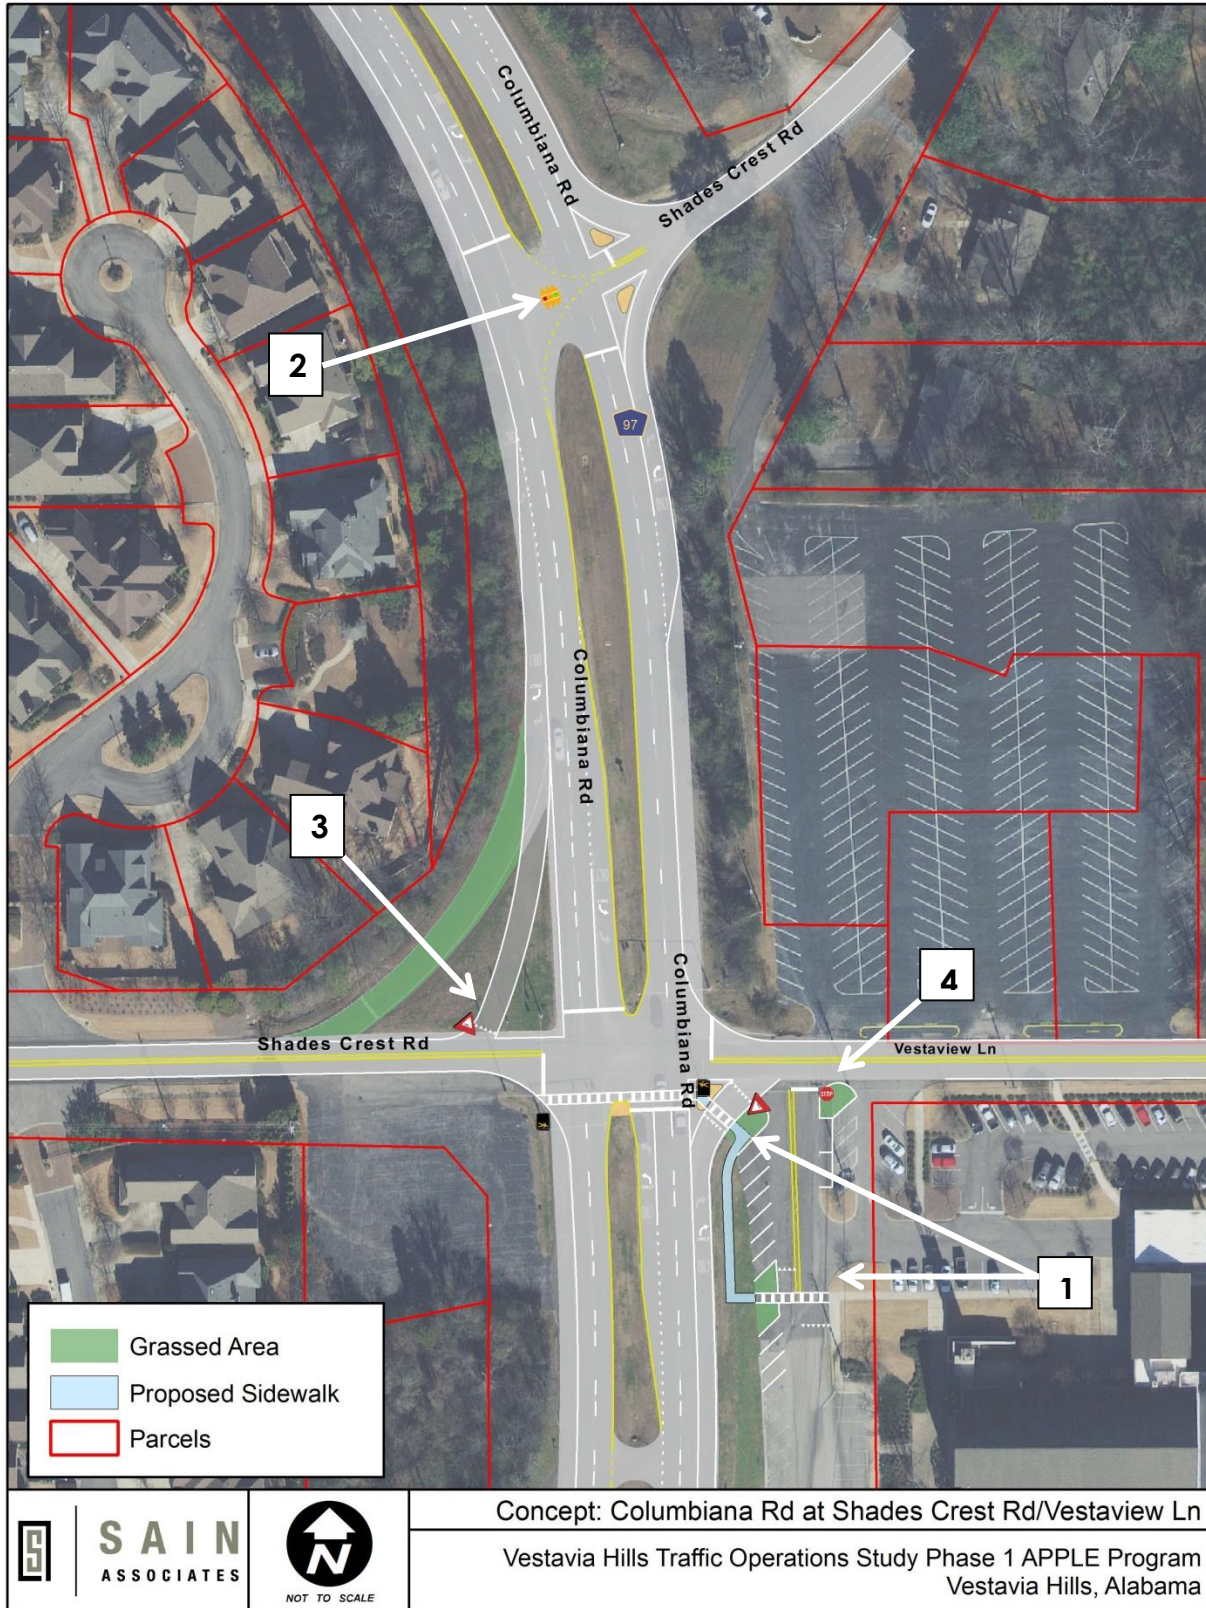 Columbiana Rd
Shades Crest Rd
2
97
Columbiana Rd
3
4
Columbiana Rd
Shades Crest Rd
Vestaview Ln
STOP
1
Grassed Area
Proposed Sidewalk
Parcels
SAIN
ASSOCIATES
N
NOT TO SCALE
Concept: Columbiana Rd at Shades Crest Rd/Vestaview Ln
Vestavia Hills Traffic Operations Study Phase 1 APPLE Program
Vestavia Hills, Alabama